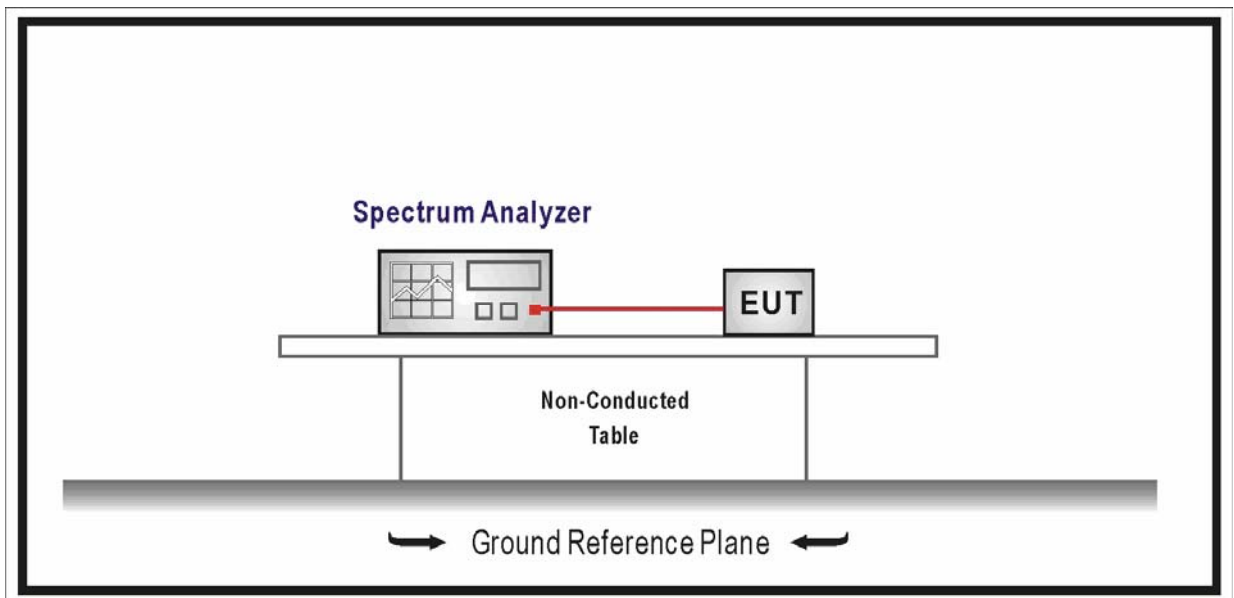 Spectrum Analyzer
EUT
Non-Conducted
Table
Ground Reference Plane